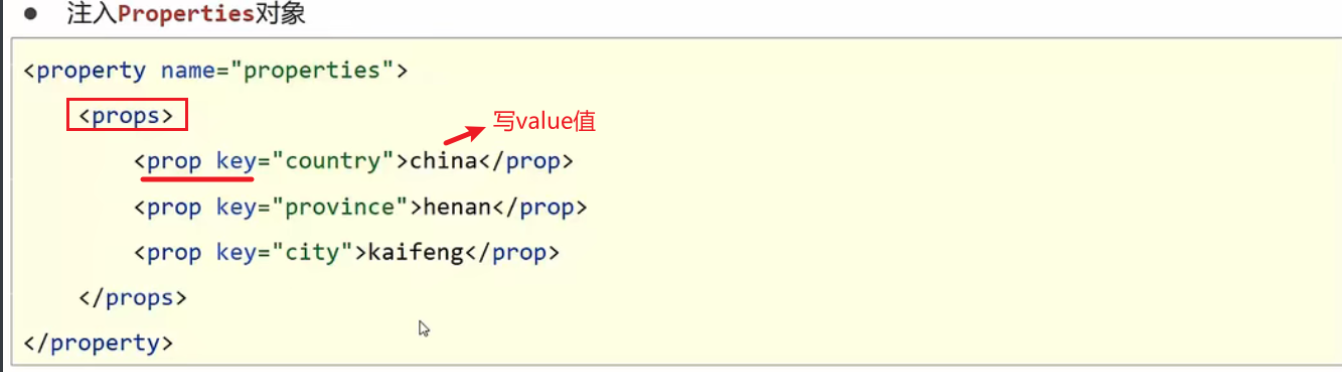 ● 注入Properties对象
<property name="properties">
<props>
写value值
<prop key="country">china</prop>
<prop key="province">henan</prop>
<prop key="city">kaifeng</prop>
</props>
</property>